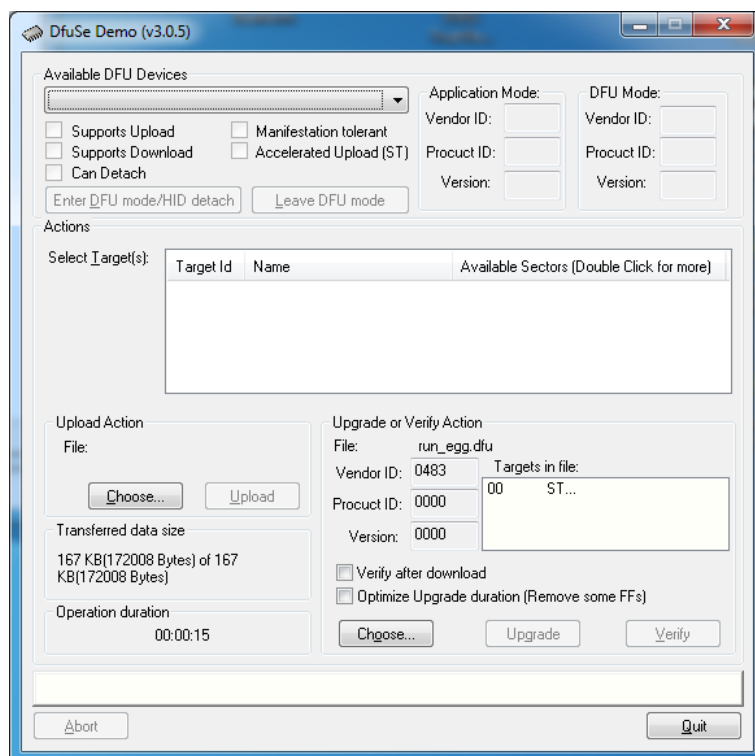 DfuSe Demo (v3.0.5)
Available DFU Devices
Supports Upload
Manifestation tolerant
Supports Download
Accelerated Upload (ST)
Can Detach
Enter DFU mode/HID detach
Leave DFU mode
Application Mode:
Vendor ID:
Procuct ID:
Version:
DFU Mode:
Vendor ID:
Procuct ID:
Version:
Actions
Select Target(s):
Target Id Name Available Sectors (Double Click for more)
Upload Action
File:
Choose... Upload
Transferred data size
167 KB(172008 Bytes) of 167
KB(172008 Bytes)
Operation duration
00:00:15
Upgrade or Verify Action
File: run_egg.dfu
Vendor ID: 0483
Procuct ID: 0000
Version: 0000
Targets in file:
00 ST...
Verify after download
Optimize Upgrade duration (Remove some FFs)
Choose... Upgrade Verify
Abort Quit